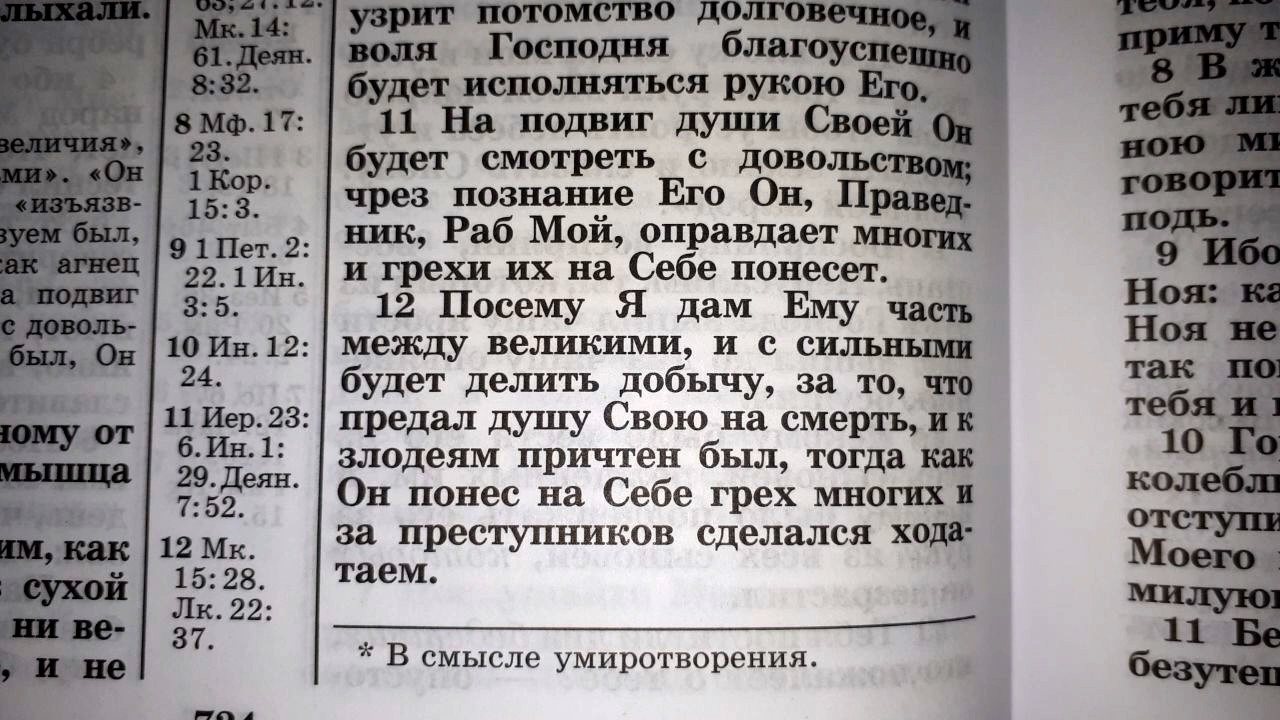 лыхали.
величия»,
ми». «Он
«изъязв-
зуем был,
как агнец
а подвиг
с доволь-
был, Он
ному от
мышца
им, как
сухой
ни ве-
, и не
63; 27:12.
Мк. 14:
61. Деян.
8:32.
8 Мф. 17:
23.
1 Кор.
15: 3.
9 1 Пет. 2:
22. 1 Ин.
3: 5.
10 Ин. 12:
24.
11 Иер. 23:
6. Ин. 1:
29. Деян.
7:52.
12 Мк.
15: 28.
Лк. 22:
37.
узрит потомство долговечное, и
воля Господня благоуспешно
будет исполняться рукою Его.
11 На подвиг души Своей Он
будет смотреть с довольством;
чрез познание Его Он, Правед-
ник, Раб Мой, оправдает многих
и грехи их на Себе понесет.
12 Посему Я дам Ему часть
между великими, и с сильными
будет делить добычу, за то, что
предал душу Свою на смерть, и к
злодеям причтен был, тогда как
Он понес на Себе грех многих и
за преступников сделался хода-
таем.
* В смысле умиротворения.
приму т
8 В ж
тебя ли
ною ми
говорит
подь.
9 Ибо
Ноя: ка
Ноя не
так по
тебя и
10 Го
колебл
отступи
Моего
милую
11 Бе
безутеш